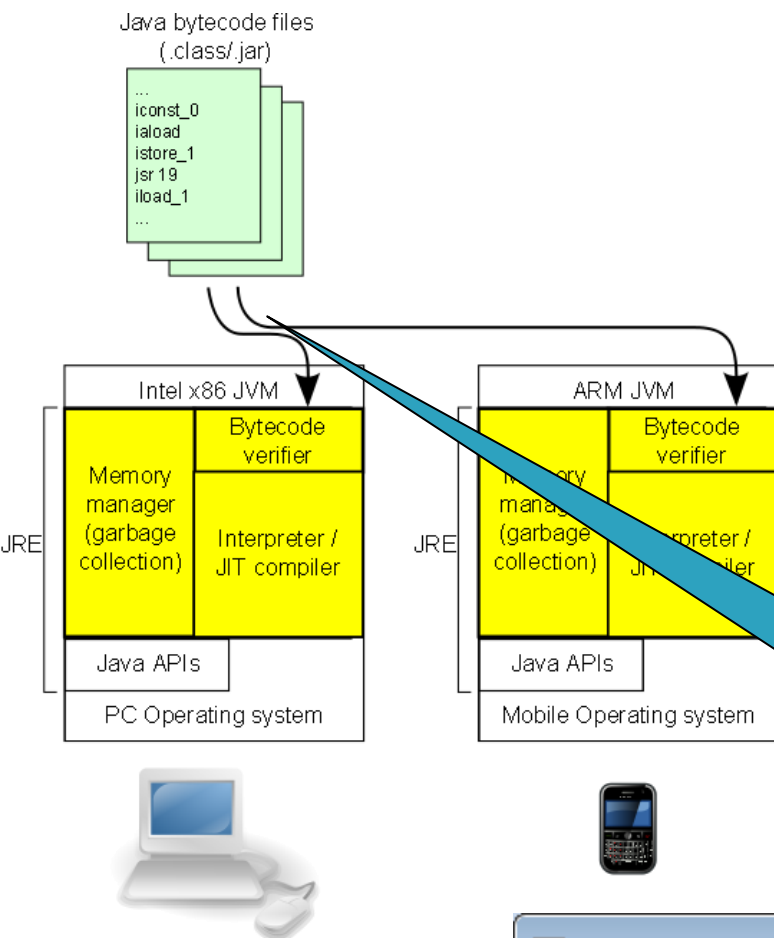 Java bytecode files
(.class/.jar)
...
iconst_0
iaload
istore_1
jsr 19
iload_1
...
Intel x86 JVM
Bytecode
verifier
Memory
manager
(garbage
collection)
Interpreter /
JIT compiler
JRE
Java APIs
PC Operating system
ARM JVM
Bytecode
verifier
(garbage
collection)
JRE
Java APIs
Mobile Operating system